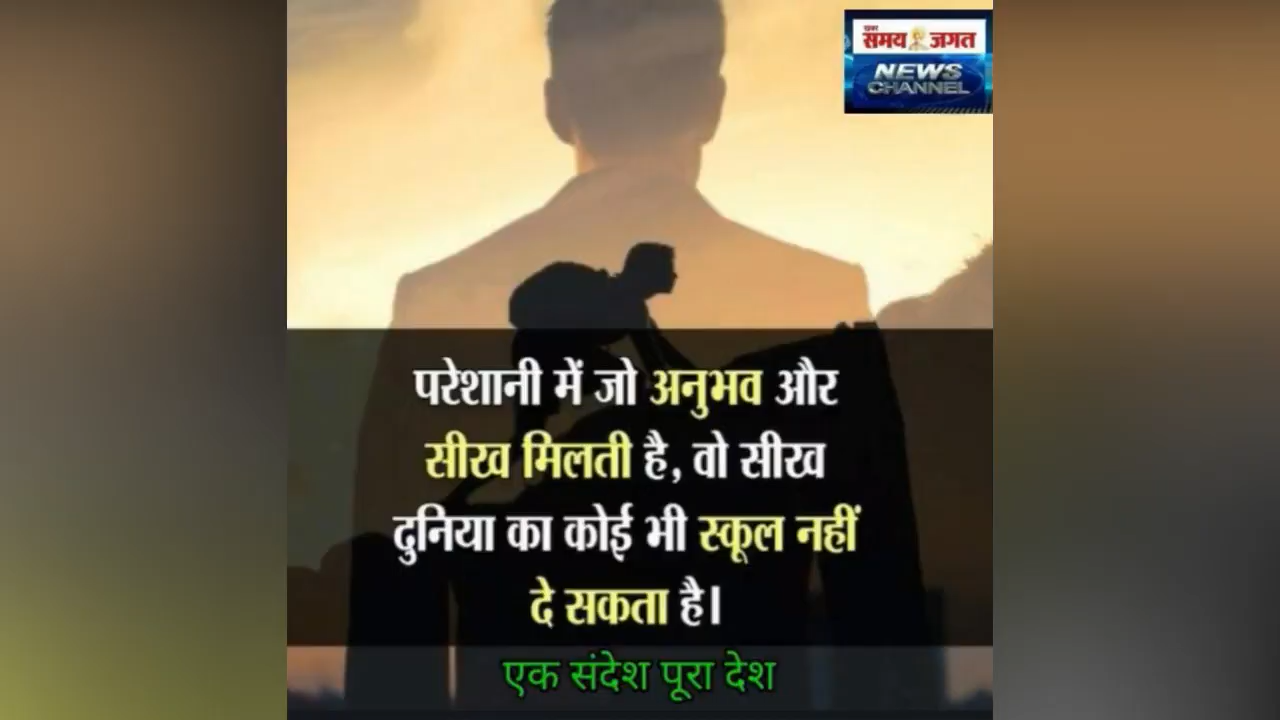 समय जगत
NEWS
CHANNEL
परेशानी में जो अनुभव और
सीख मिलती है, वो सीख
दुनिया का कोई भी स्कूल नहीं
दे सकता है।
एक संदेश पूरा देश